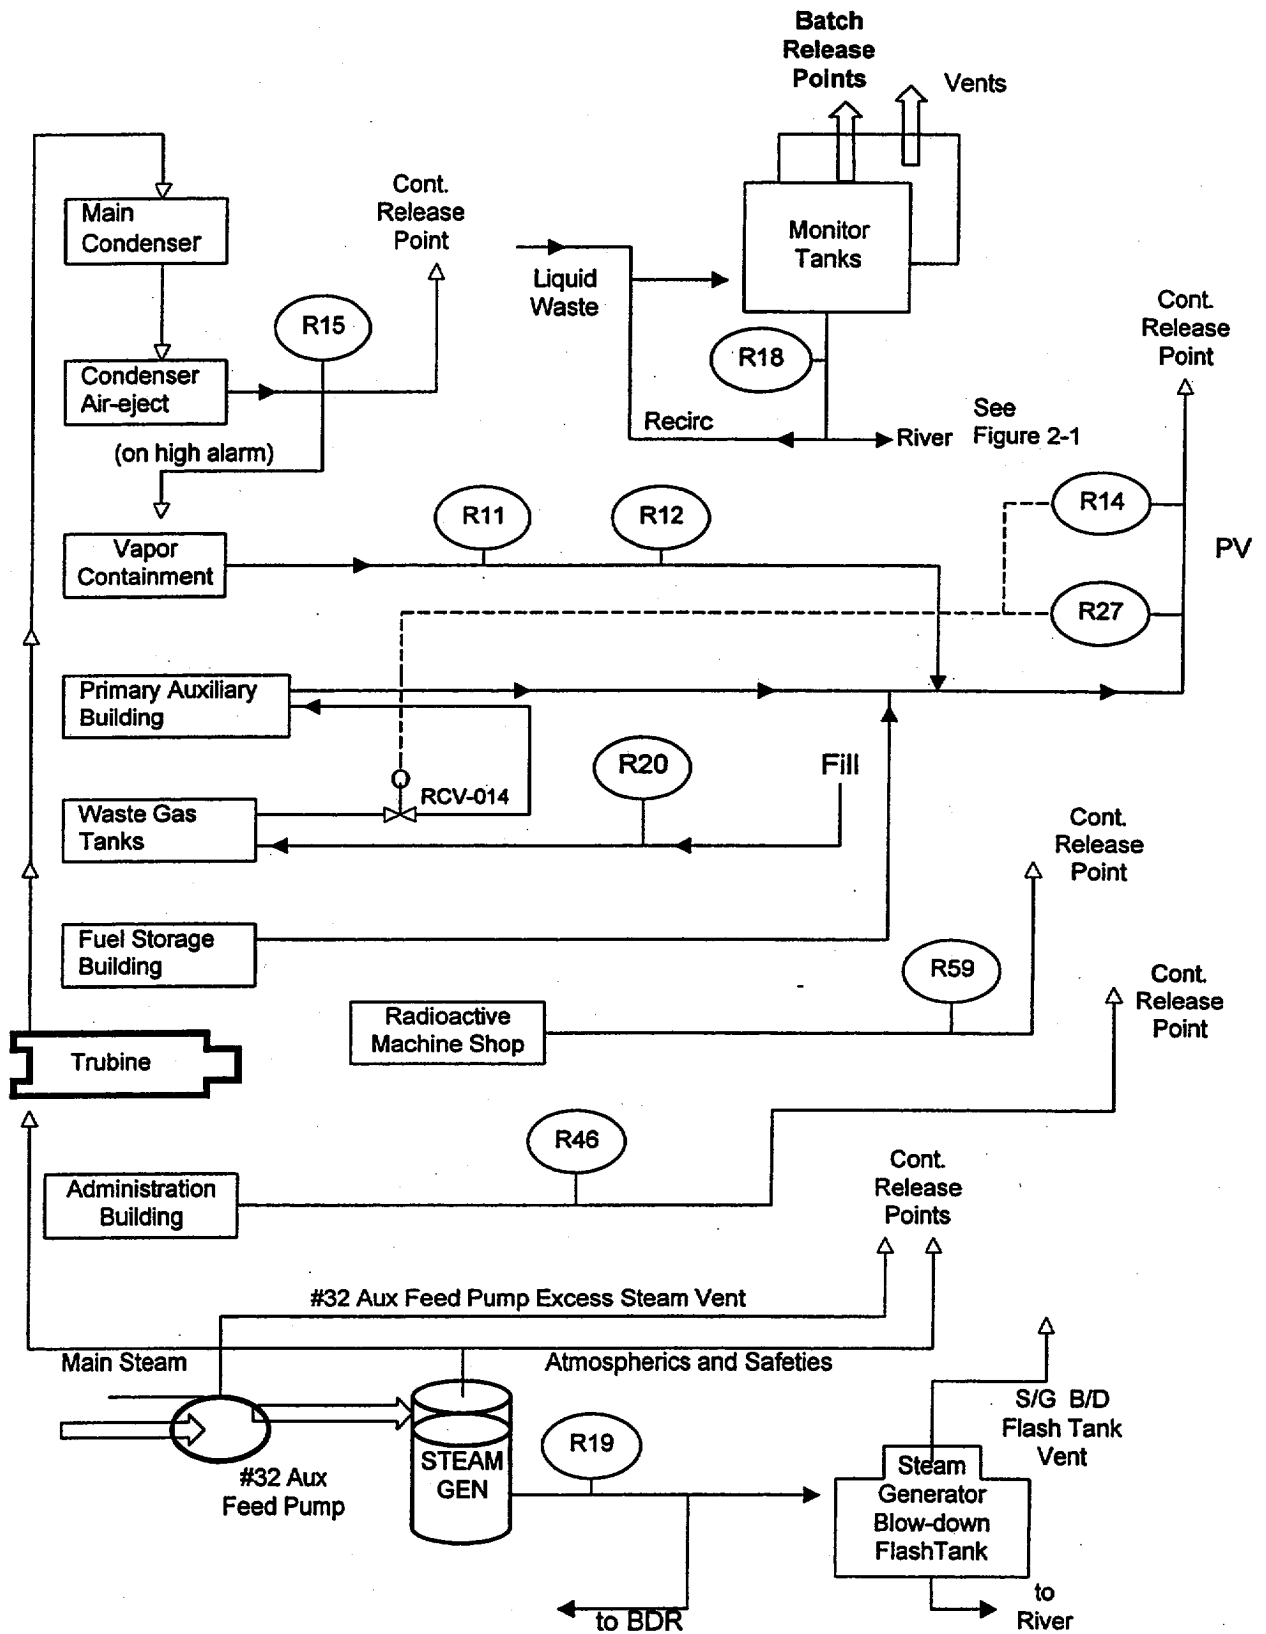 Batch
Release
Points
Vents
Cont.
Release
Point
Main
Condenser
Monitor
Tanks
Liquid
Waste
R15
Cont.
Release
Point
R18
Condenser
Air-eject
Recirc
River
See
Figure 2-1
(on high alarm)
R14
R11
R12
PV
Vapor
Containment
R27
Primary Auxiliary
Building
R20
Fill
RCV-014
Waste Gas
Tanks
Cont.
Release
Point
Fuel Storage
Building
R59
Cont.
Release
Point
Radioactive
Machine Shop
Trubine
R46
Administration
Building
Cont.
Release
Points
#32 Aux Feed Pump Excess Steam Vent
Main Steam
Atmospherics and Safeties
S/G B/D
Flash Tank
Vent
R19
STEAM
GEN
#32 Aux
Feed Pump
Steam
Generator
Blow-down
FlashTank
to BDR
to
River